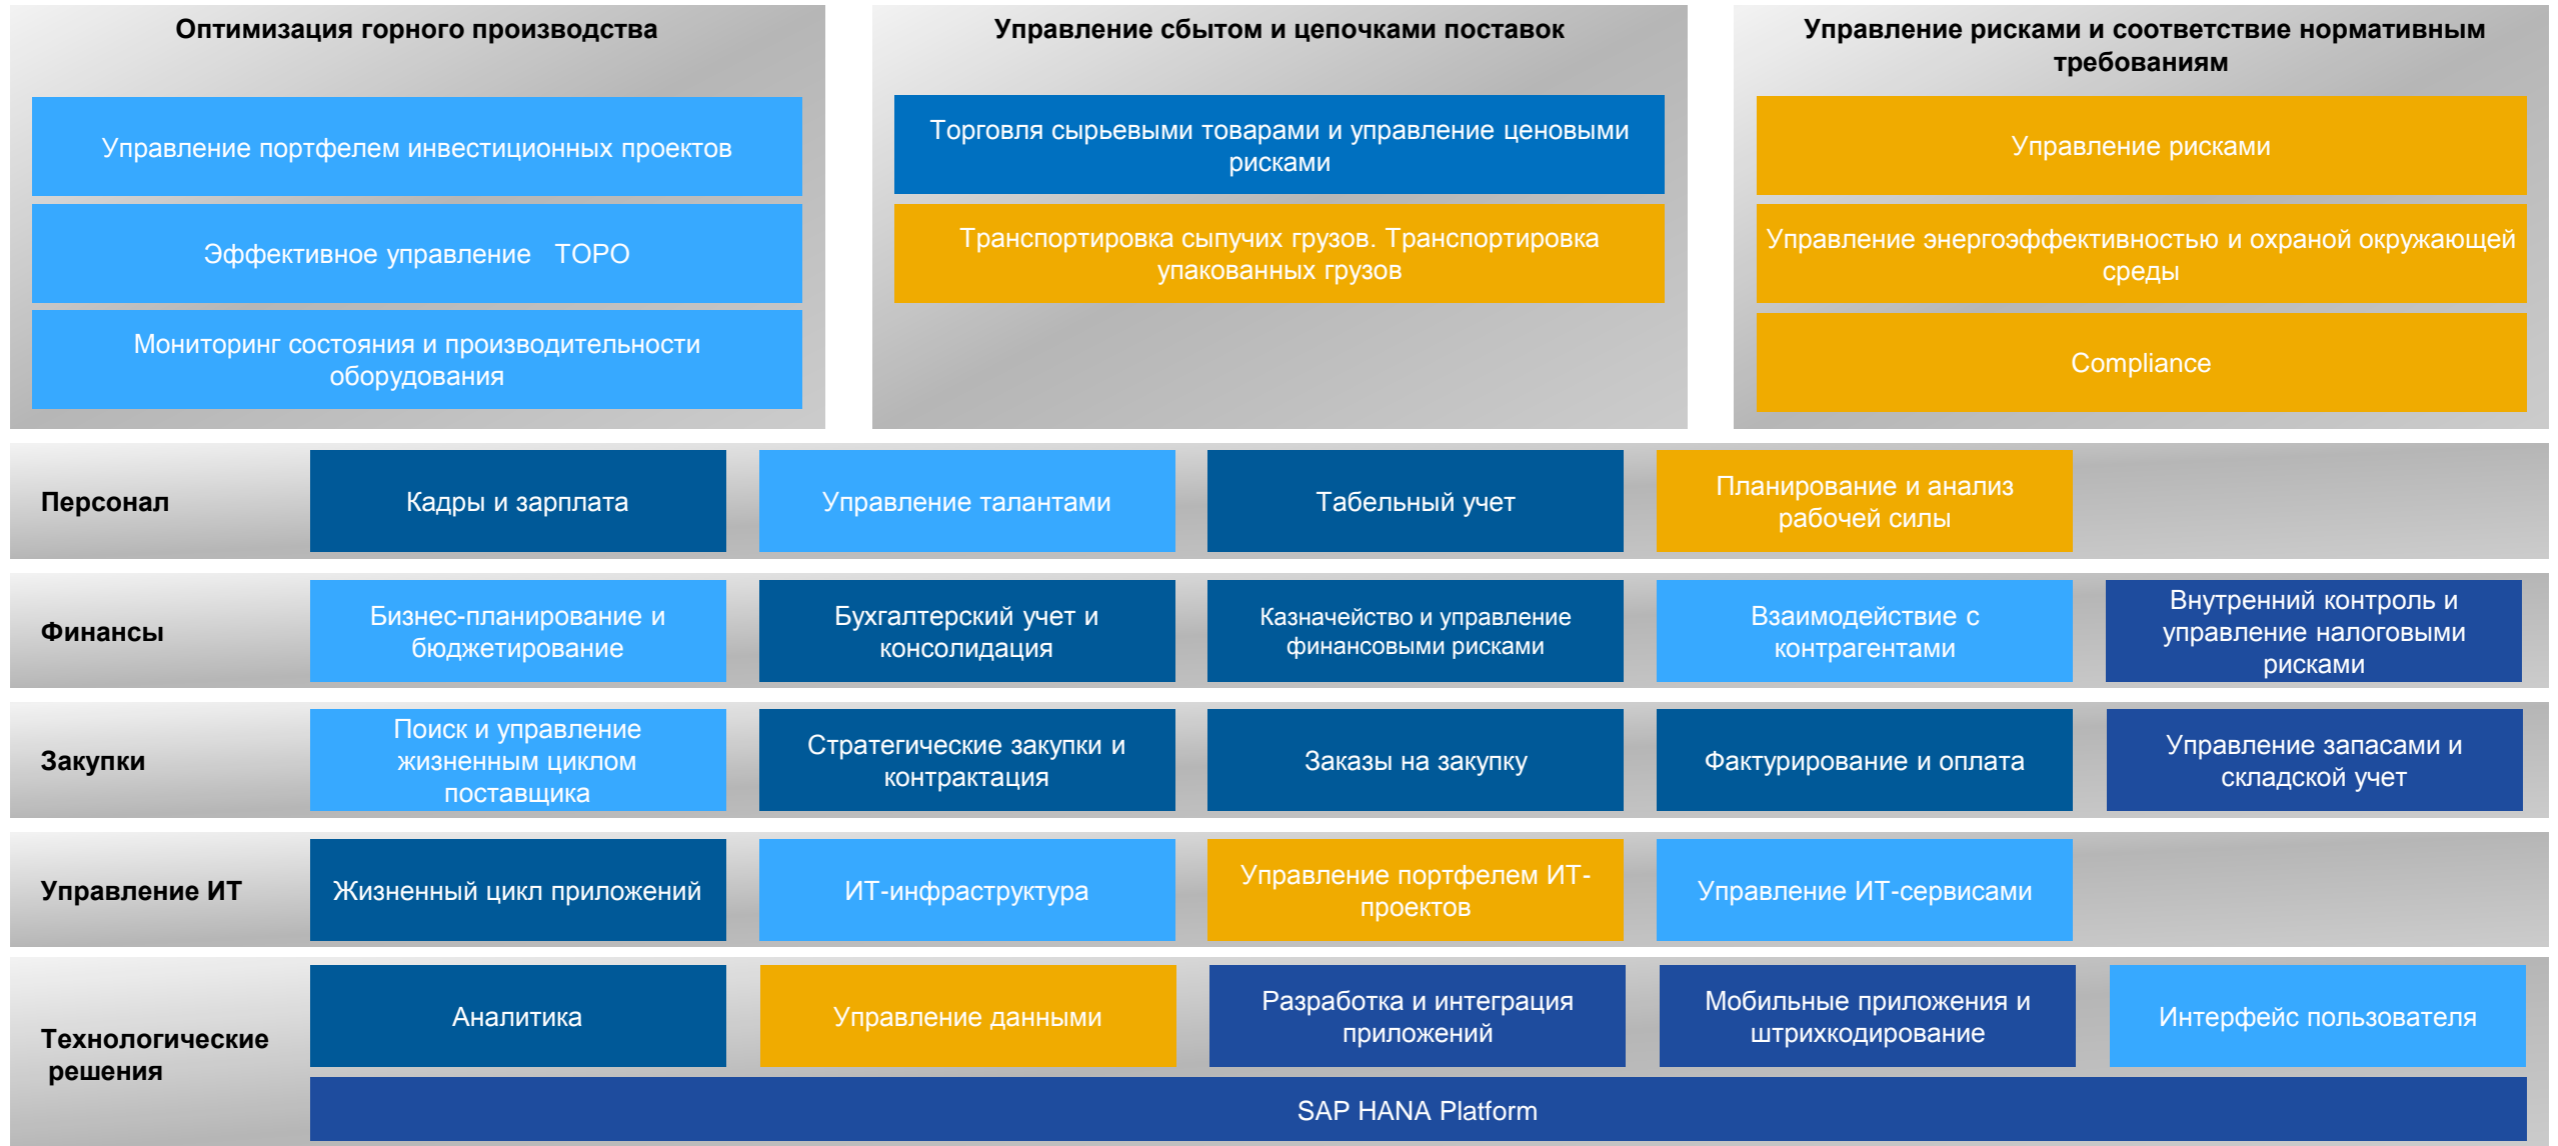 Оптимизация горного производства
Управление портфелем инвестиционных проектов
Эффективное управление ТОРО
Мониторинг состояния и производительности
оборудования
Управление сбытом и цепочками поставок
Торговля сырьевыми товарами и управление ценовыми
рисками
Транспортировка сыпучих грузов. Транспортировка
упакованных грузов
Управление рисками и соответствие нормативным
требованиям
Управление рисками
Управление энергоэффективностью и охраной окружающей
среды
Compliance
Персонал
Кадры и зарплата
Управление талантами
Табельный учет
Планирование и анализ
рабочей силы
Финансы
Бизнес-планирование и
бюджетирование
Бухгалтерский учет и
консолидация
Казначейство и управление
финансовыми рисками
Взаимодействие с
контрагентами
Внутренний контроль и
управление налоговыми
рисками
Закупки
Поиск и управление
жизненным циклом
поставщика
Стратегические закупки и
контрактация
Заказы на закупку
Фактурирование и оплата
Управление запасами и
складской учет
Управление ИТ
Жизненный цикл приложений
ИТ-инфраструктура
Управление портфелем ИТ-
проектов
Управление ИТ-сервисами
Технологические
решения
Аналитика
Управление данными
Разработка и интеграция
приложений
Мобильные приложения и
штрихкодирование
Интерфейс пользователя
SAP HANA Platform